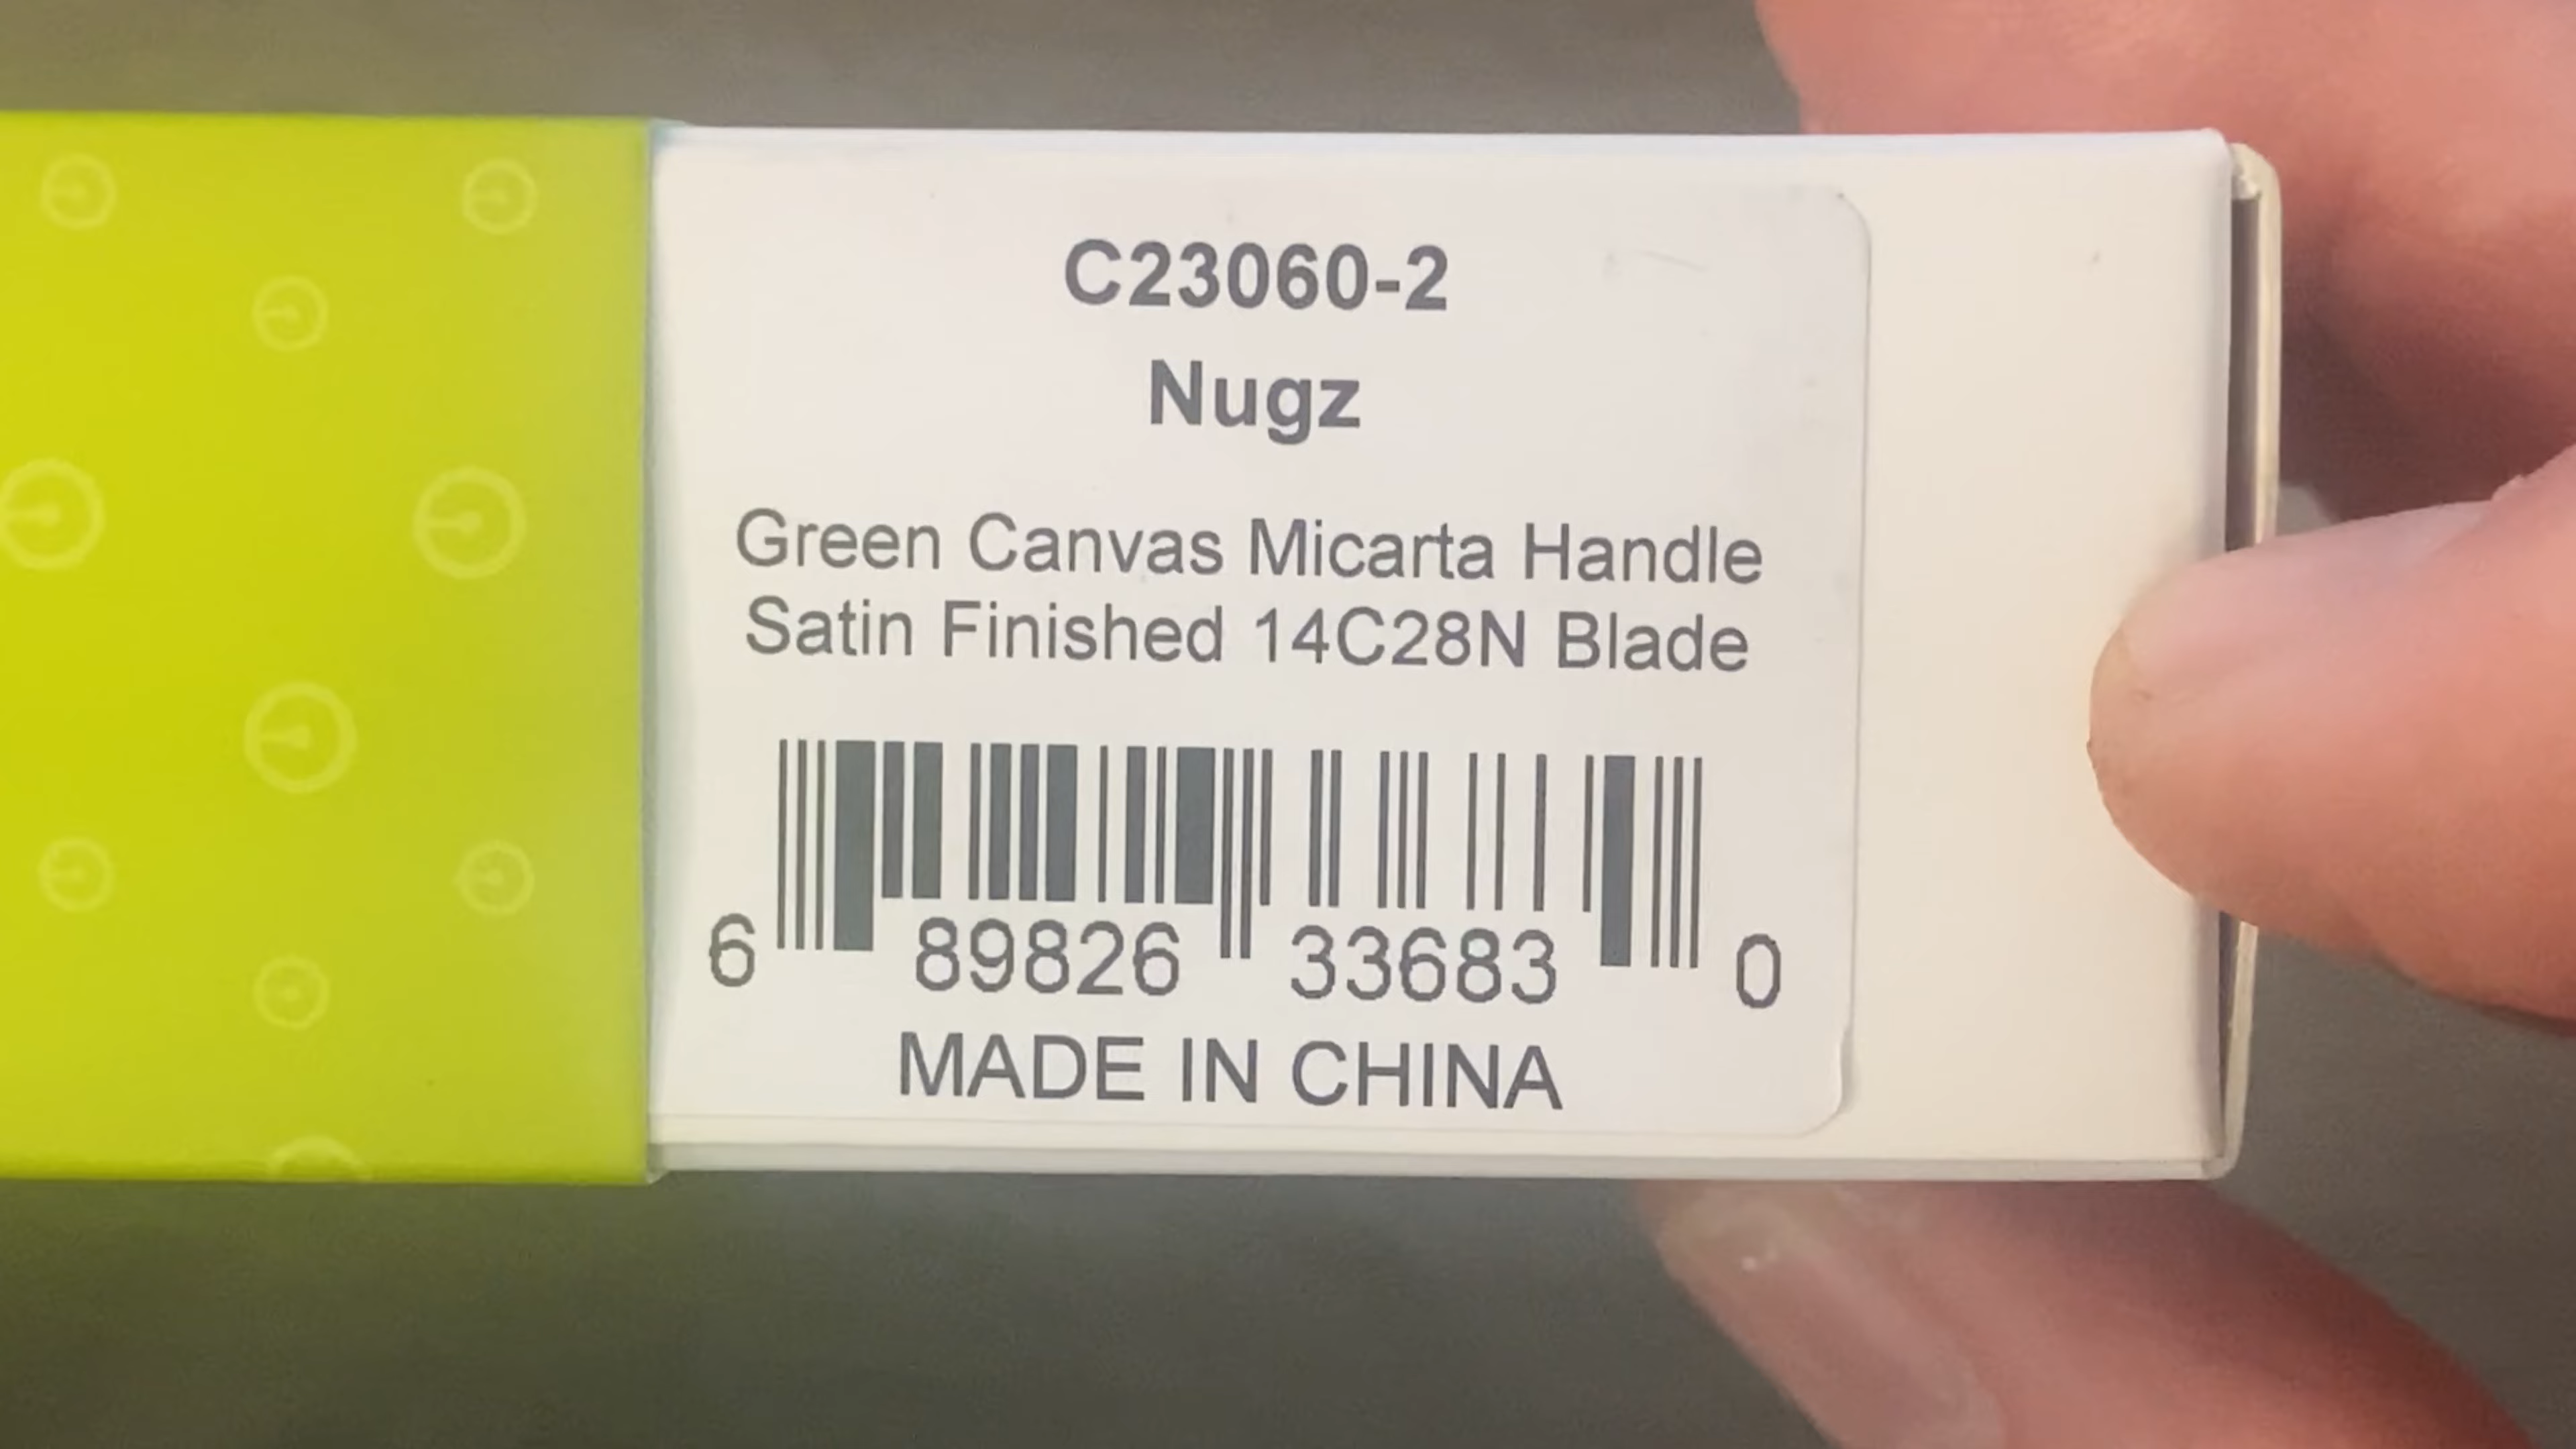 C23060-2
Nugz
Green Canvas Micarta Handle
Satin Finished 14C28N Blade
6 89826 33683 0
MADE IN CHINA